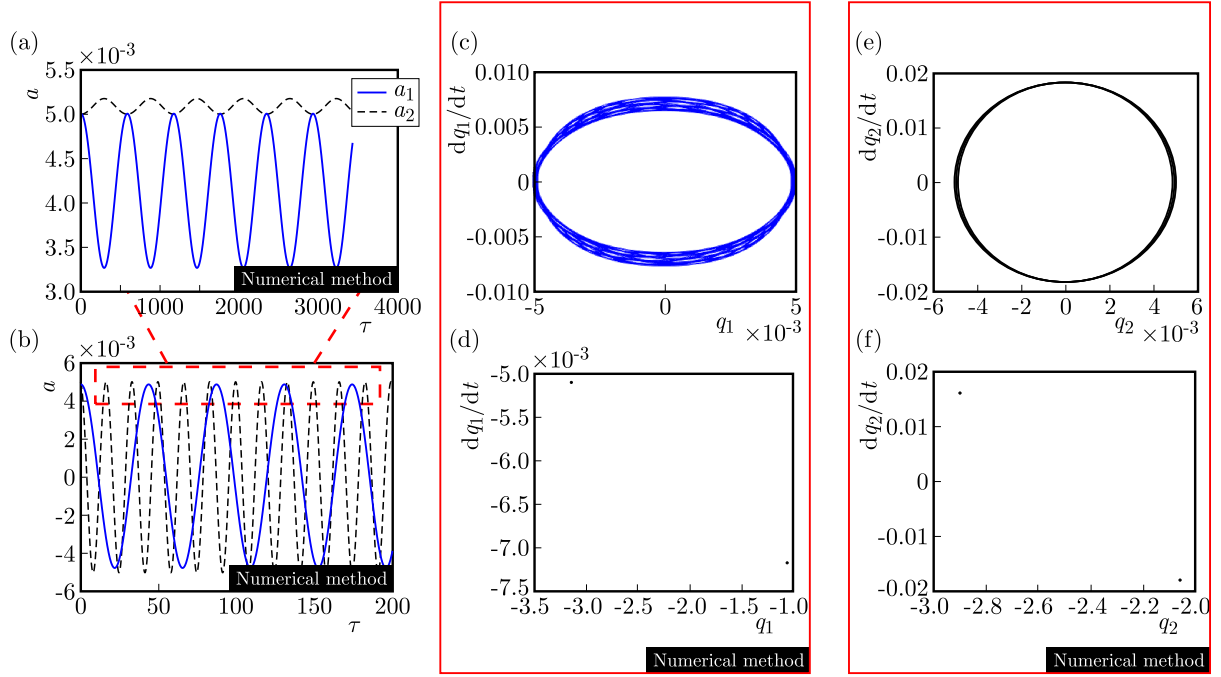 (a)
×10⁻³
5.5
5.0
4.5
4.0
3.5
3.0
a
a₁
a₂
Numerical method
0 1000 2000 3000 4000
τ
(b)
×10⁻³
6
4
2
0
-2
-4
-6
a
Numerical method
0 50 100 150 200
τ
(c)
0.010
0.005
0
-0.005
-0.010
dq₁/dt
-5 0 5
q₁ ×10⁻³
(d)
×10⁻³
-5.0
-5.5
-6.0
-6.5
-7.0
-7.5
dq₁/dt
-3.5 -3.0 -2.5 -2.0 -1.5 -1.0
q₁
Numerical method
(e)
0.02
0.01
0
-0.01
-0.02
dq₂/dt
-6 -4 -2 0 2 4 6
q₂ ×10⁻³
(f)
0.02
0.01
0
-0.01
-0.02
dq₂/dt
-3.0 -2.8 -2.6 -2.4 -2.2 -2.0
q₂
Numerical method